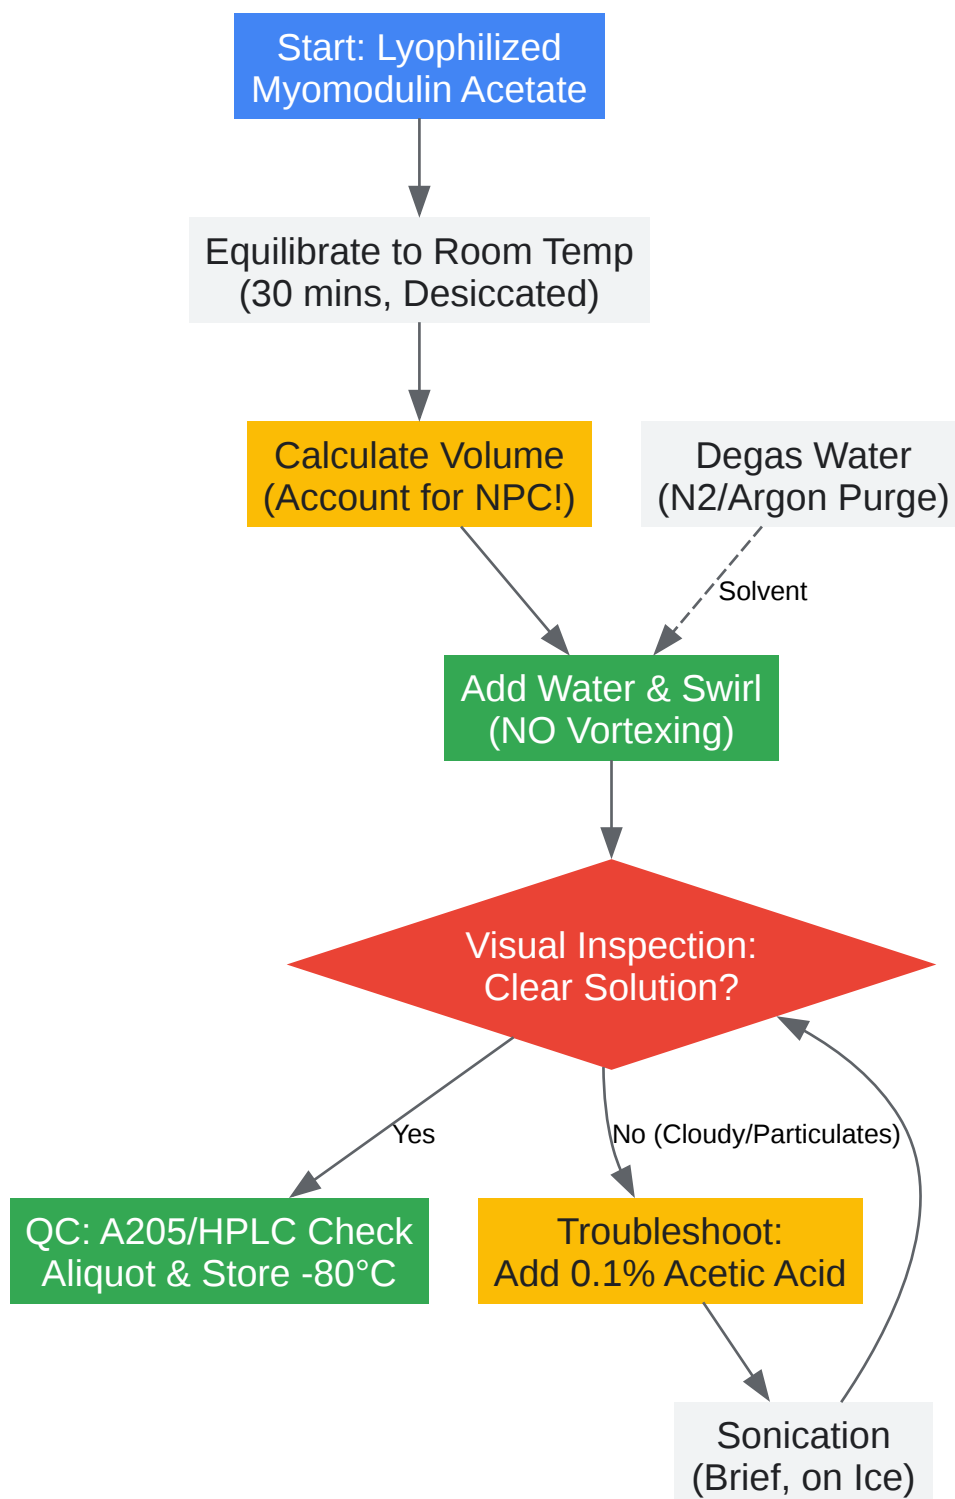 Start: Lyophilized
Myomodulin Acetate
Equilibrate to Room Temp
(30 mins, Desiccated)
Calculate Volume
(Account for NPC!)
Degas Water
(N2/Argon Purge)
Solvent
Add Water & Swirl
(NO Vortexing)
Visual Inspection:
Clear Solution?
Yes
No (Cloudy/Particulates)
QC: A205/HPLC Check
Aliquot & Store -80°C
Troubleshoot:
Add 0.1% Acetic Acid
Sonication
(Brief, on Ice)